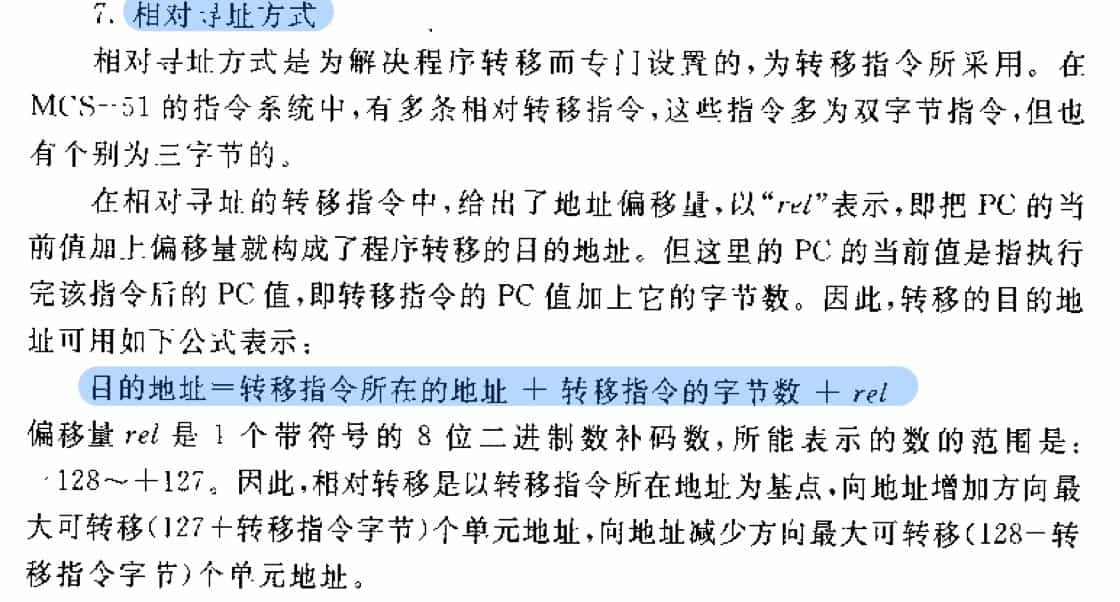 7. 相对寻址方式
相对寻址方式是为解决程序转移而专门设置的,为转移指令所采用。在
MCS-51 的指令系统中,有多条相对转移指令,这些指令多为双字节指令,但也
有个别为三字节的。
在相对寻址的转移指令中,给出了地址偏移量,以“rel”表示,即把 PC 的当
前值加上偏移量就构成了程序转移的目的地址。但这里的 PC 的当前值是指执行
完该指令后的 PC 值,即转移指令的 PC 值加上它的字节数。因此,转移的目的地
址可用如下公式表示:
目的地址=转移指令所在的地址 + 转移指令的字节数 + rel
偏移量 rel 是 1 个带符号的 8 位二进制数补码数,所能表示的数的范围是:
-128~+127。因此,相对转移是以转移指令所在地址为基点,向地址增加方向最
大可转移(127+转移指令字节)个单元地址,向地址减少方向最大可转移(128-转
移指令字节)个单元地址。